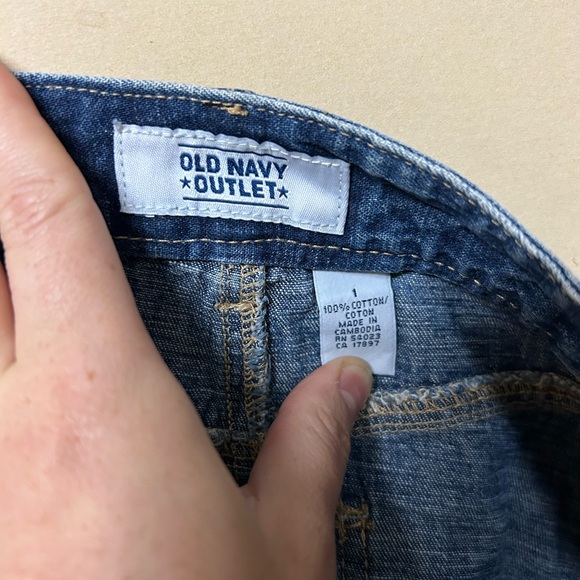 OLD NAVY
★OUTLET★
1
100% COTTON/
COTON
MADE IN
CAMBODIA
RN 54023
CA 17897